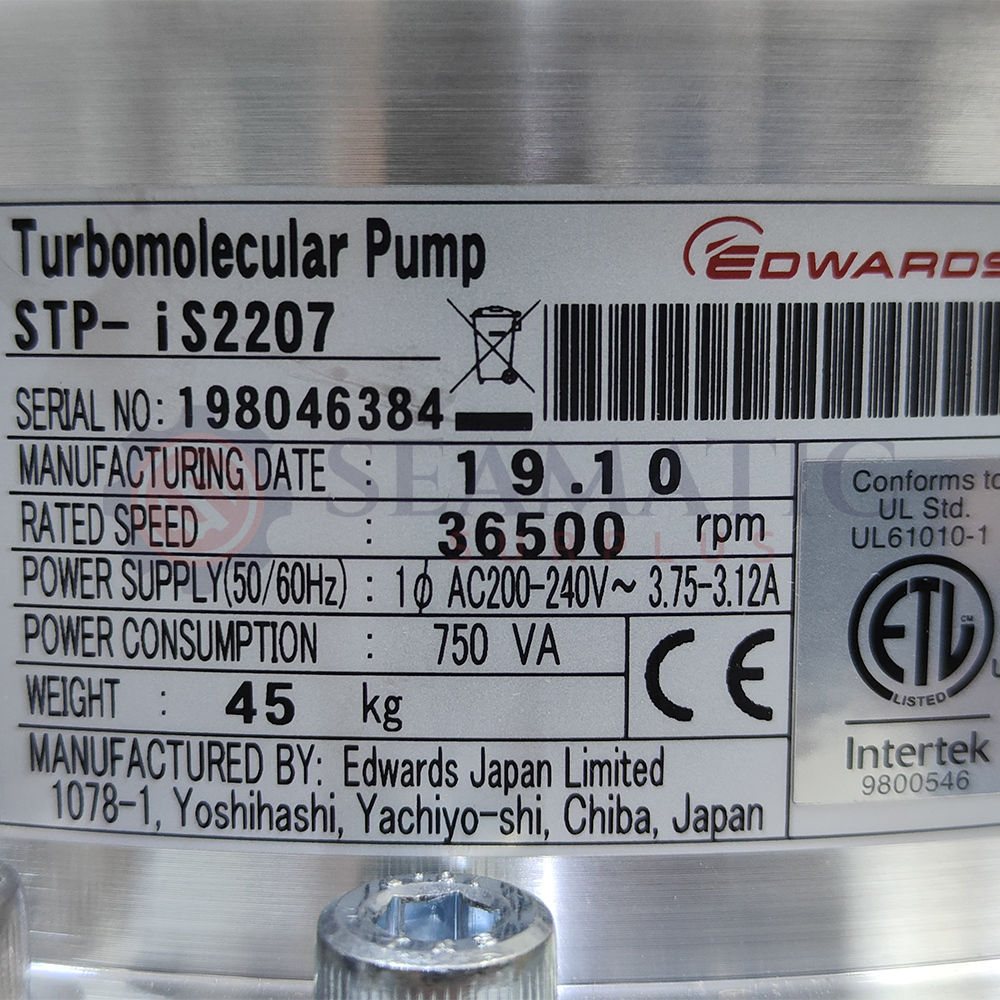 Turbomolecular Pump
EDWARDS
STP- iS2207
SERIAL NO: 198046384
MANUFACTURING DATE : 19.10
RATED SPEED : 36500 rpm
POWER SUPPLY(50/60Hz) : 1ϕ AC200-240V~ 3.75-3.12A
POWER CONSUMPTION : 750 VA
WEIGHT : 45 kg
CE
MANUFACTURED BY: Edwards Japan Limited
1078-1, Yoshihashi, Yachiyo-shi, Chiba, Japan
Conforms to
UL Std.
UL61010-1
ETL
CM
LISTED
Intertek
9800546
SEAMATIC
SURPLUS